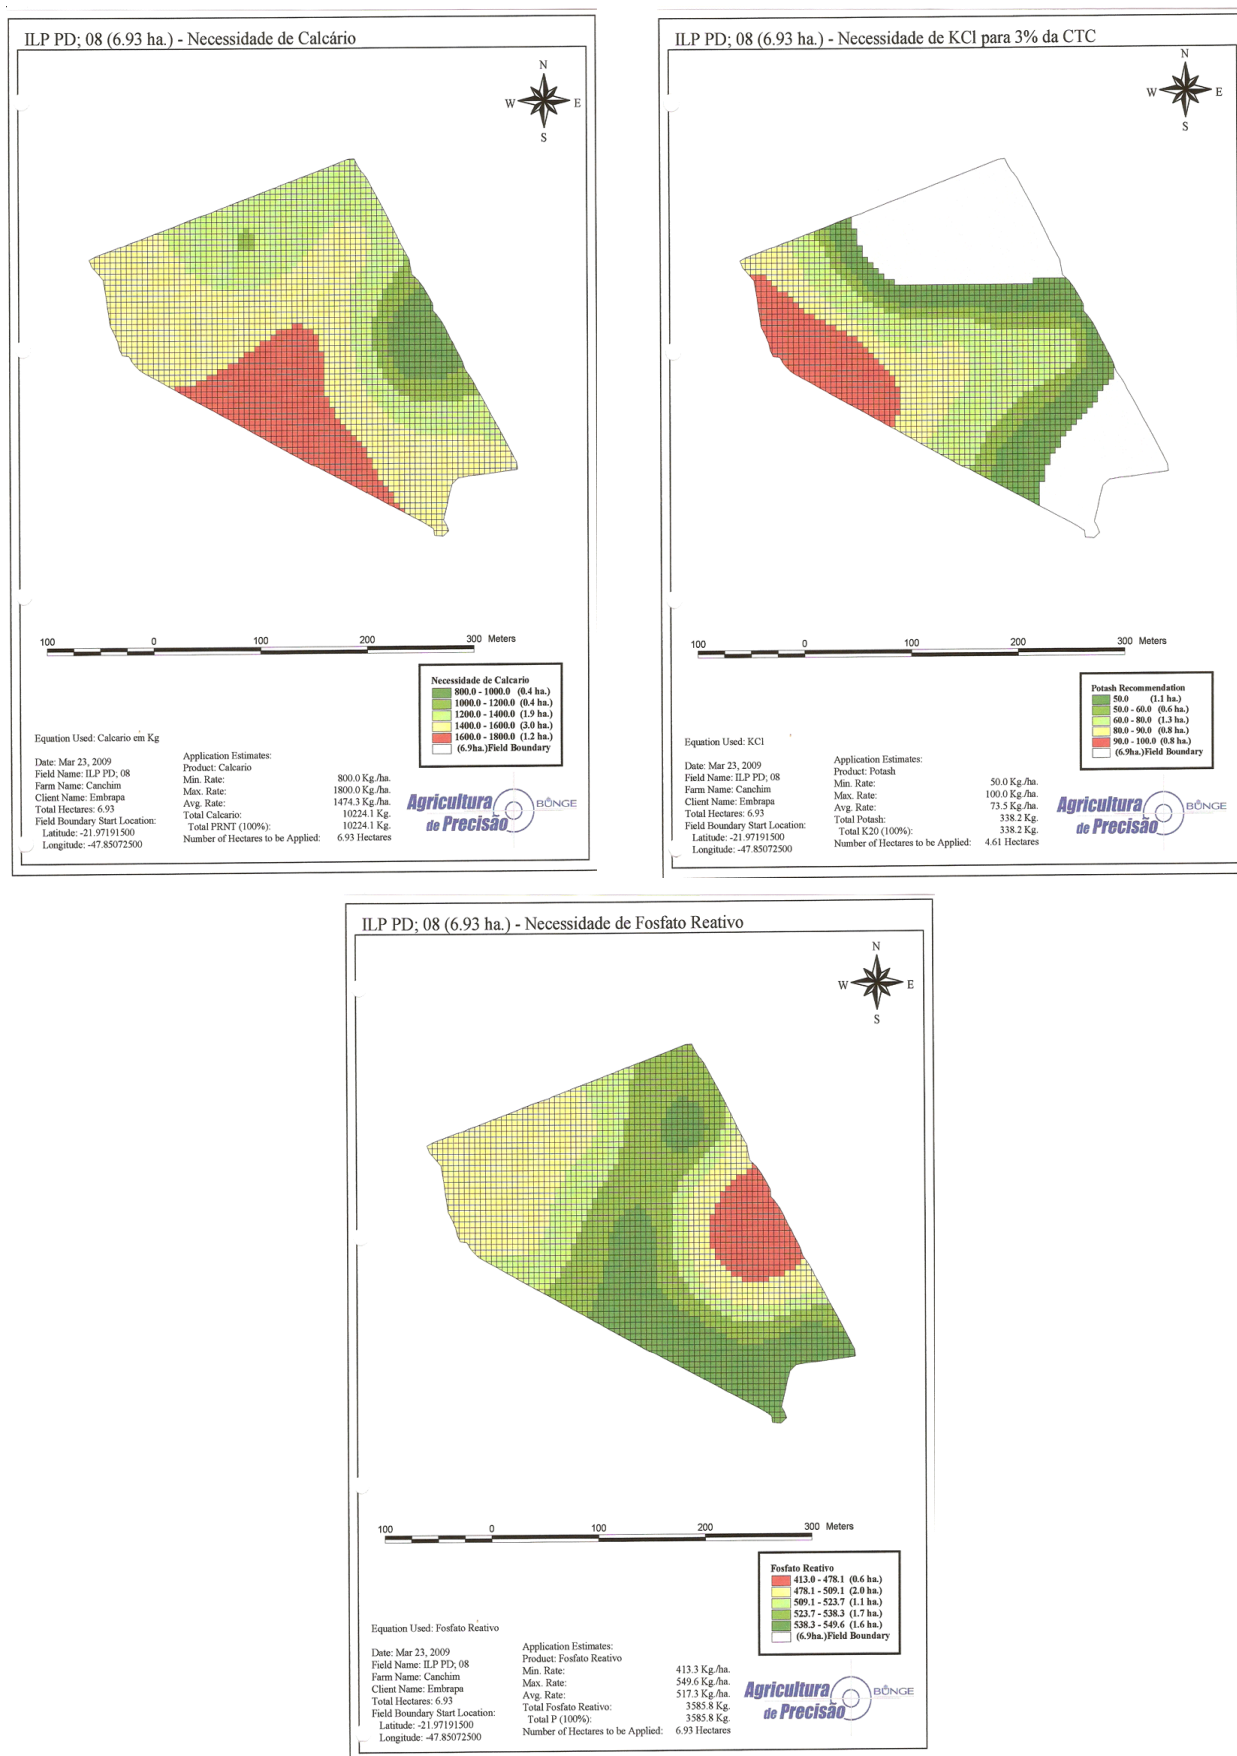 ILP PD; 08 (6.93 ha.) - Necessidade de Calcário
N
W
E
S
100 0 100 200 300 Meters
Necessidade de Calcario
800.0 - 1000.0 (0.4 ha.)
1000.0 - 1200.0 (0.4 ha.)
1200.0 - 1400.0 (1.9 ha.)
1400.0 - 1600.0 (3.0 ha.)
1600.0 - 1800.0 (1.2 ha.)
(6.9ha.)Field Boundary
Equation Used: Calcario em Kg
Date: Mar 23, 2009
Field Name: ILP PD; 08
Farm Name: Canchim
Client Name: Embrapa
Total Hectares: 6.93
Field Boundary Start Location:
Latitude: -21.97191500
Longitude: -47.85072500
Application Estimates:
Product: Calcario
Min. Rate: 800.0 Kg./ha.
Max. Rate: 1800.0 Kg./ha.
Avg. Rate: 1474.3 Kg./ha.
Total Calcario: 10224.1 Kg.
Total PRNT (100%): 10224.1 Kg.
Number of Hectares to be Applied: 6.93 Hectares
Agricultura
de Precisão
BUNGE
ILP PD; 08 (6.93 ha.) - Necessidade de KCl para 3% da CTC
N
W
E
S
100 0 100 200 300 Meters
Potash Recommendation
50.0 (1.1 ha.)
50.0 - 60.0 (0.6 ha.)
60.0 - 80.0 (1.3 ha.)
80.0 - 90.0 (0.8 ha.)
90.0 - 100.0 (0.8 ha.)
(6.9ha.)Field Boundary
Equation Used: KCl
Date: Mar 23, 2009
Field Name: ILP PD; 08
Farm Name: Canchim
Client Name: Embrapa
Total Hectares: 6.93
Field Boundary Start Location:
Latitude: -21.97191500
Longitude: -47.85072500
Application Estimates:
Product: Potash
Min. Rate: 50.0 Kg./ha.
Max. Rate: 100.0 Kg./ha.
Avg. Rate: 73.5 Kg./ha.
Total Potash: 338.2 Kg.
Total K20 (100%): 338.2 Kg.
Number of Hectares to be Applied: 4.61 Hectares
Agricultura
de Precisão
BUNGE
ILP PD; 08 (6.93 ha.) - Necessidade de Fosfato Reativo
N
W
E
S
100 0 100 200 300 Meters
Fosfato Reativo
413.0 - 478.1 (0.6 ha.)
478.1 - 509.1 (2.0 ha.)
509.1 - 523.7 (1.1 ha.)
523.7 - 538.3 (1.7 ha.)
538.3 - 549.6 (1.6 ha.)
(6.9ha.)Field Boundary
Equation Used: Fosfato Reativo
Date: Mar 23, 2009
Field Name: ILP PD; 08
Farm Name: Canchim
Client Name: Embrapa
Total Hectares: 6.93
Field Boundary Start Location:
Latitude: -21.97191500
Longitude: -47.85072500
Application Estimates:
Product: Fosfato Reativo
Min. Rate: 413.3 Kg./ha.
Max. Rate: 549.6 Kg./ha.
Avg. Rate: 517.3 Kg./ha.
Total Fosfato Reativo: 3585.8 Kg.
Total P (100%): 3585.8 Kg.
Number of Hectares to be Applied: 6.93 Hectares
Agricultura
de Precisão
BUNGE